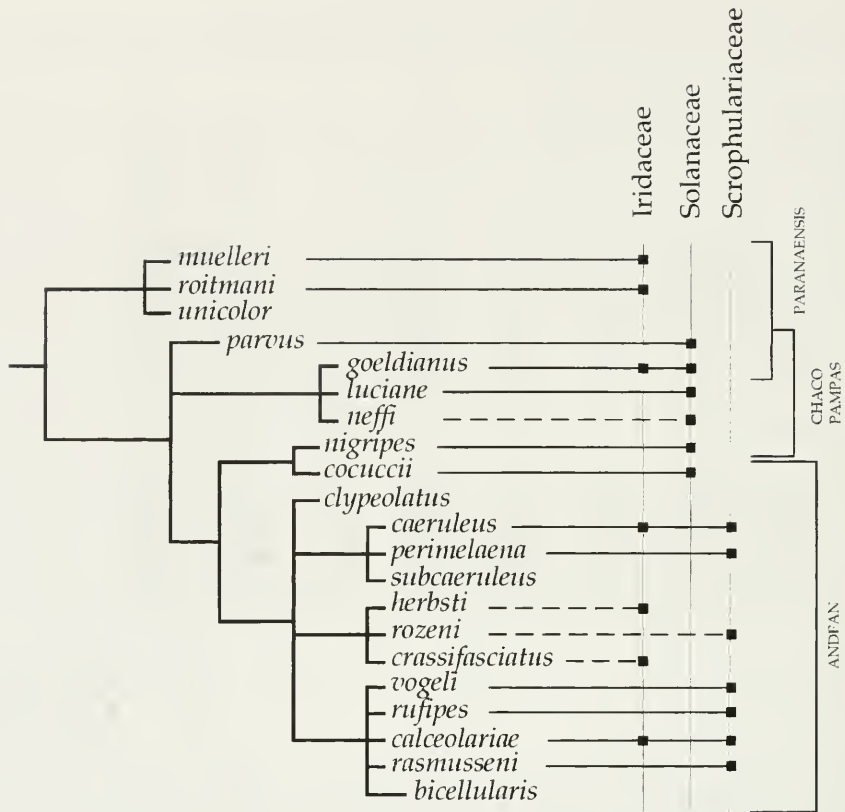 Iridaceae
Solanaceae
Scrophulariaceae
PARANAENSIS
CHACO
PAMPAS
ANDEAN
muelleri
roitmani
unicolor
parvus
goeldianus
luciane
neffi
nigripes
cocuccii
clypeolatus
caeruleus
perimelaena
subcaeruleus
herbsti
rozeni
crassifasciatus
vogeli
rufipes
calceolariae
rasmusseni
bicellularis